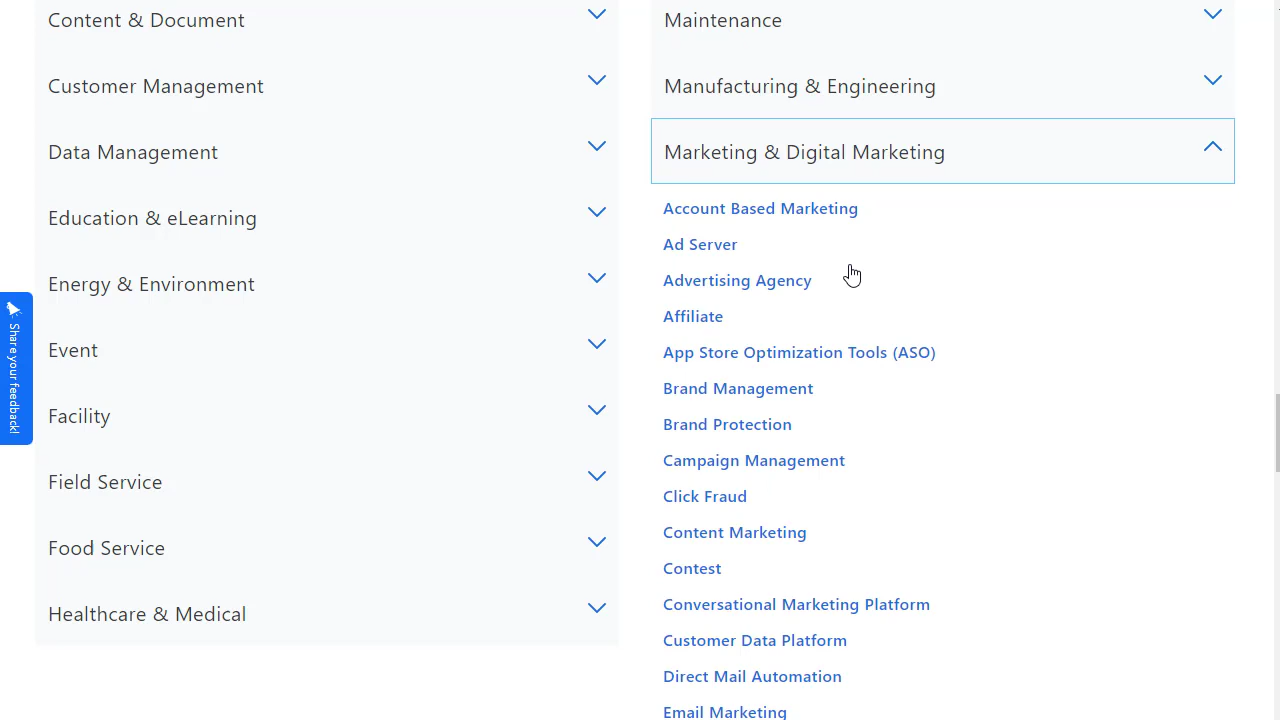 Content & Document
Customer Management
Data Management
Education & eLearning
Energy & Environment
Event
Facility
Field Service
Food Service
Healthcare & Medical
Maintenance
Manufacturing & Engineering
Marketing & Digital Marketing
Account Based Marketing
Ad Server
Advertising Agency
Affiliate
App Store Optimization Tools (ASO)
Brand Management
Brand Protection
Campaign Management
Click Fraud
Content Marketing
Contest
Conversational Marketing Platform
Customer Data Platform
Direct Mail Automation
Email Marketing
Share your feedback!